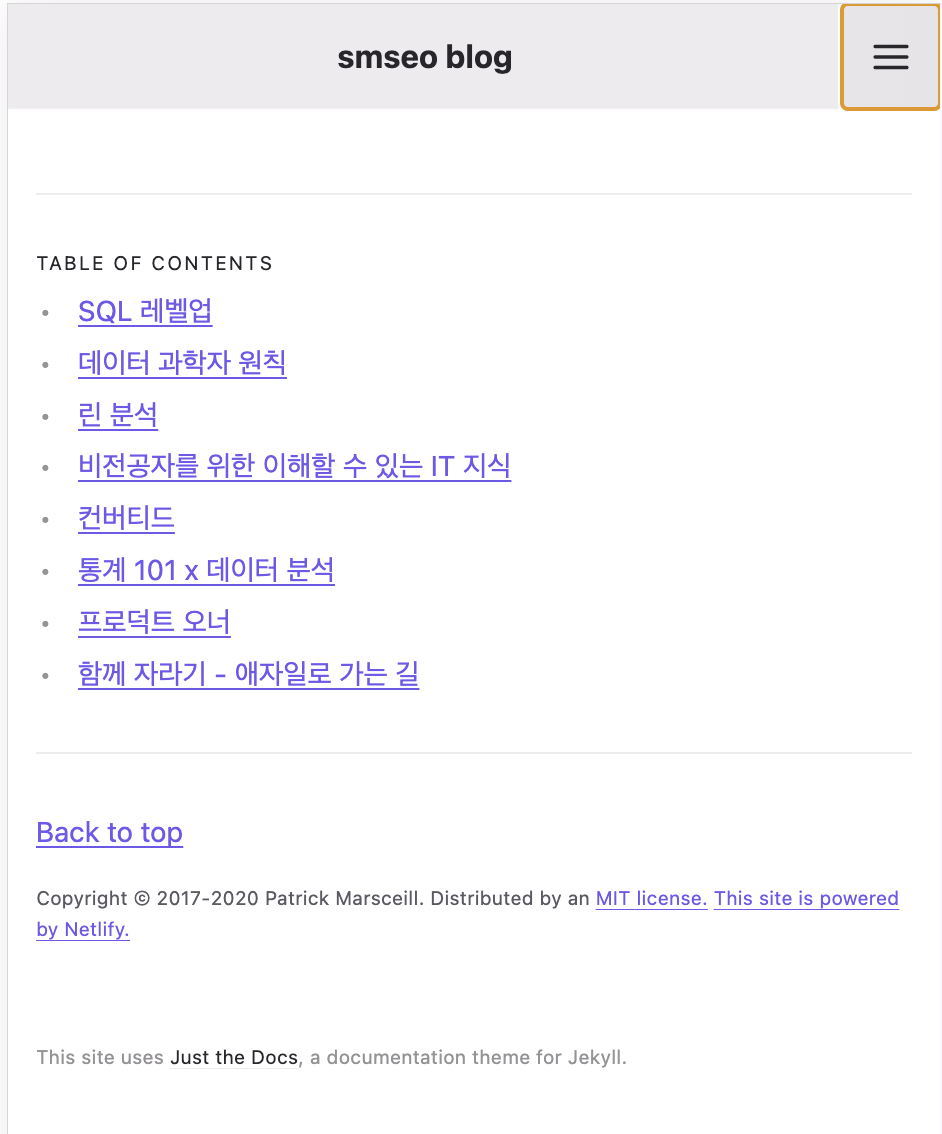 smseo blog
TABLE OF CONTENTS
SQL 레벨업
데이터 과학자 원칙
린 분석
비전공자를 위한 이해할 수 있는 IT 지식
컨버티드
통계 101 x 데이터 분석
프로덕트 오너
함께 자라기 - 애자일로 가는 길
Back to top
Copyright © 2017-2020 Patrick Marsceill. Distributed by an MIT license. This site is powered
by Netlify.
This site uses Just the Docs, a documentation theme for Jekyll.